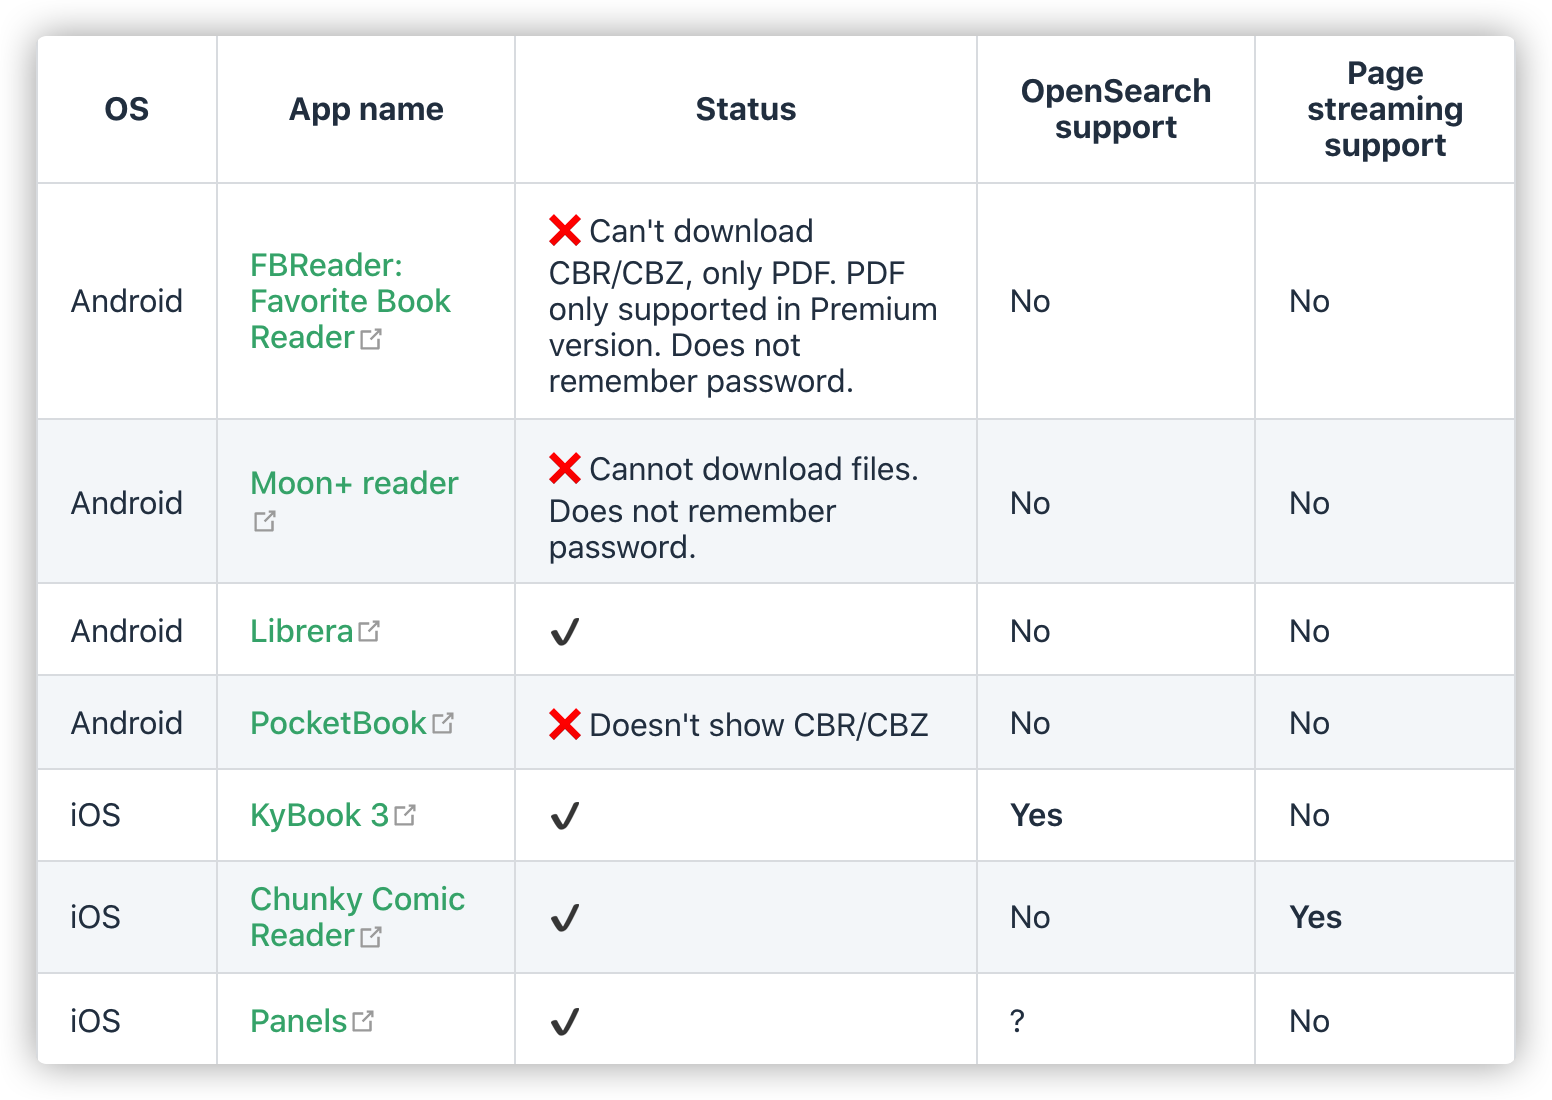 OS
App name
Status
OpenSearch
support
Page
streaming
support
Android
FBReader:
Favorite Book
Reader
❌ Can't download
CBR/CBZ, only PDF. PDF
only supported in Premium
version. Does not
remember password.
No
No
Android
Moon+ reader
❌ Cannot download files.
Does not remember
password.
No
No
Android
Librera
✔
No
No
Android
PocketBook
❌ Doesn't show CBR/CBZ
No
No
iOS
KyBook 3
✔
Yes
No
iOS
Chunky Comic
Reader
✔
No
Yes
iOS
Panels
✔
?
No